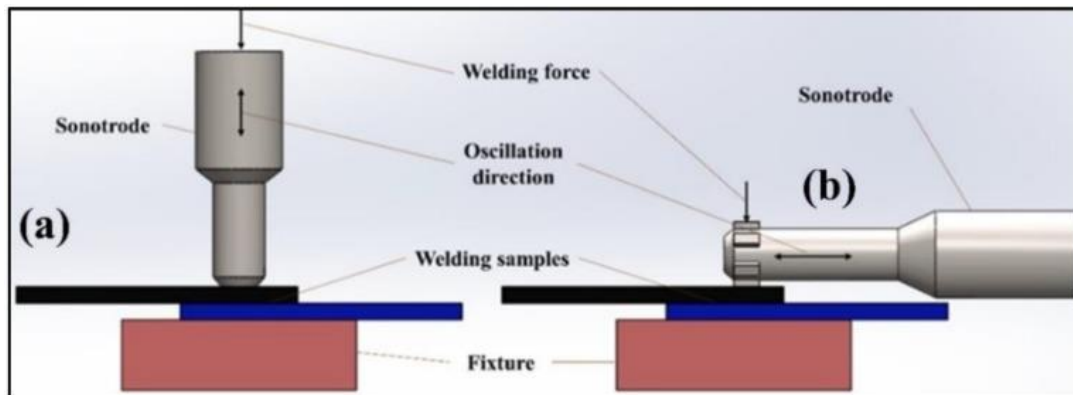 Welding force
Sonotrode
Sonotrode
Oscillation
direction
(a)
(b)
Welding samples
Fixture